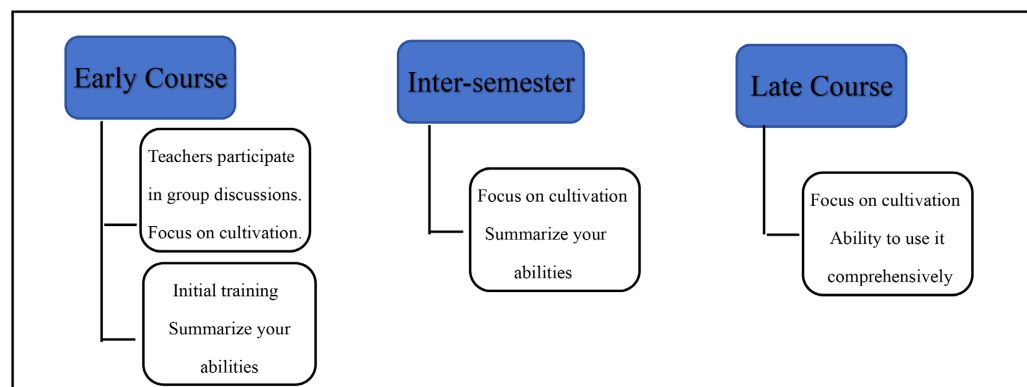 Early Course
Teachers participate
in group discussions.
Focus on cultivation.
Initial training
Summarize your
abilities
Inter-semester
Focus on cultivation
Summarize your
abilities
Late Course
Focus on cultivation
Ability to use it
comprehensively